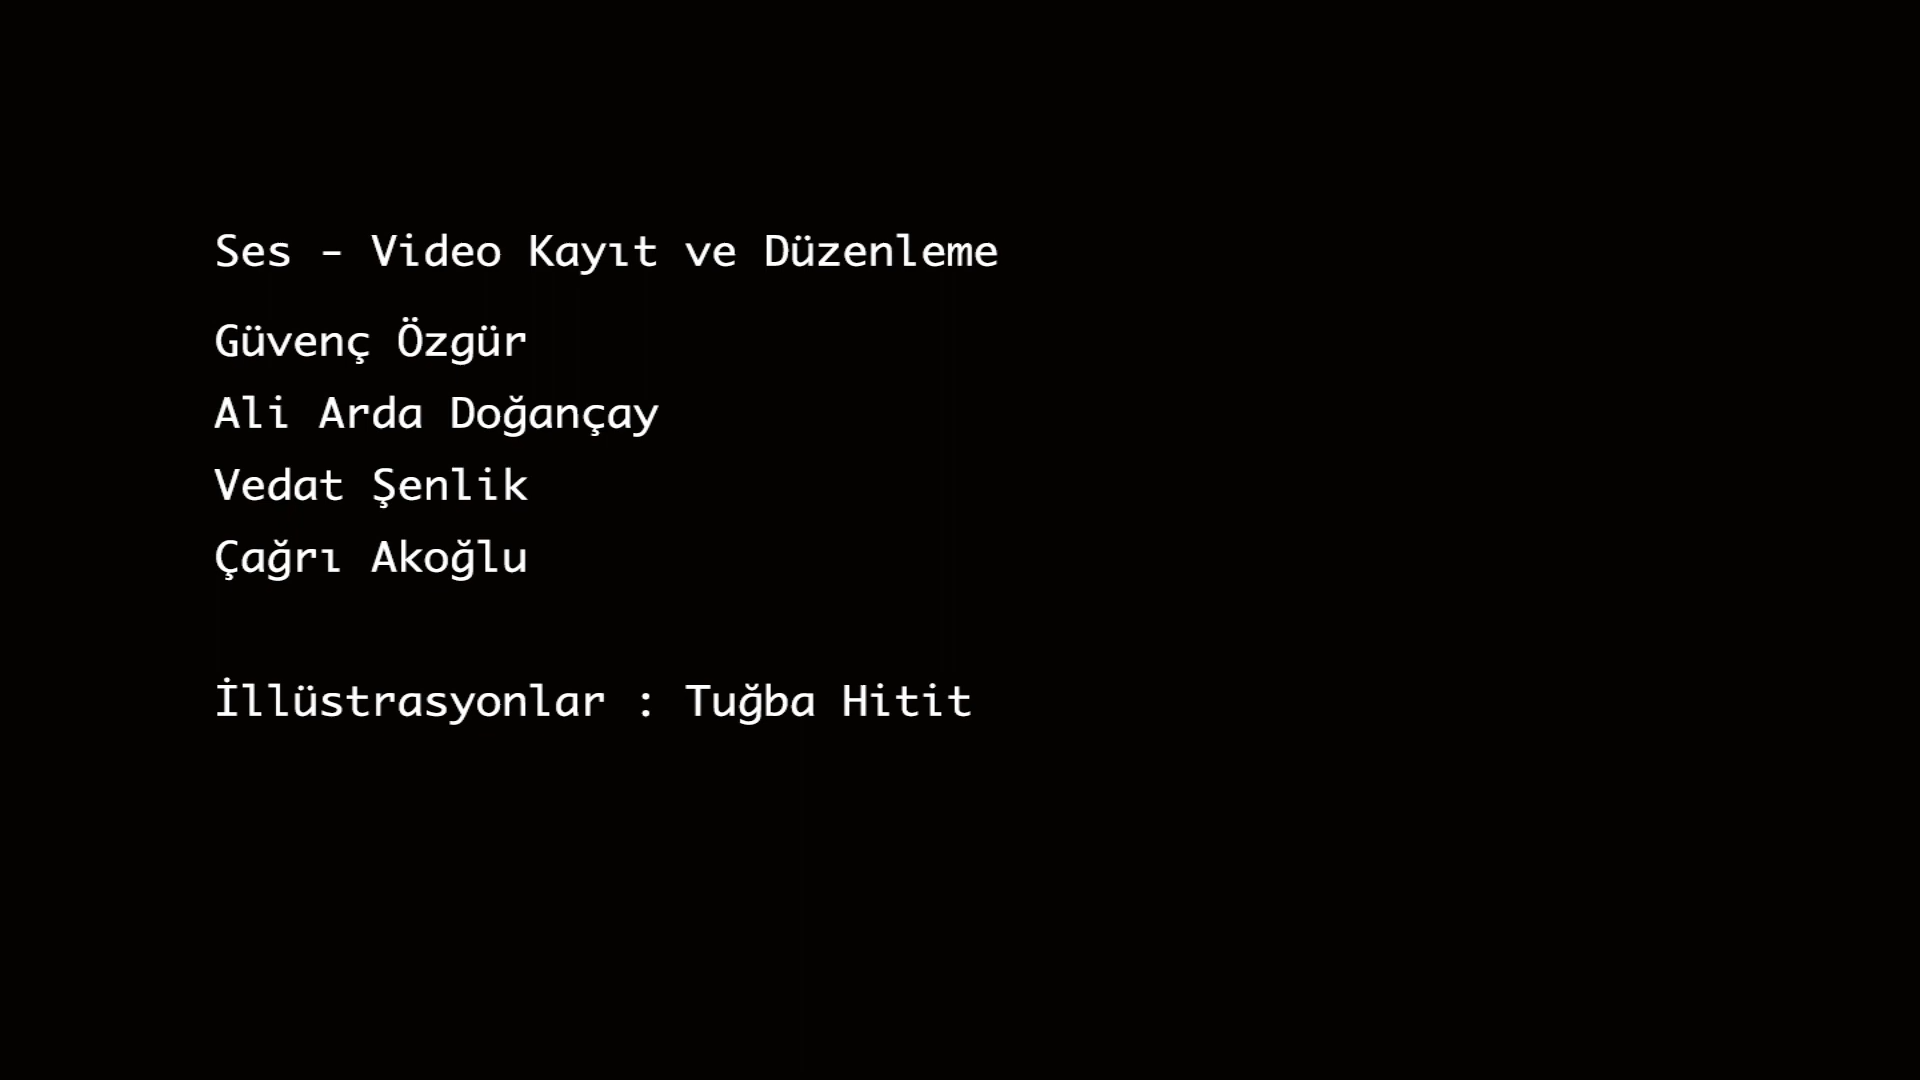 Ses - Video Kayıt ve Düzenleme
Güvenç Özgür
Ali Arda Doğançay
Vedat Şenlik
Çağrı Akoğlu
İllüstrasyonlar : Tuğba Hitit